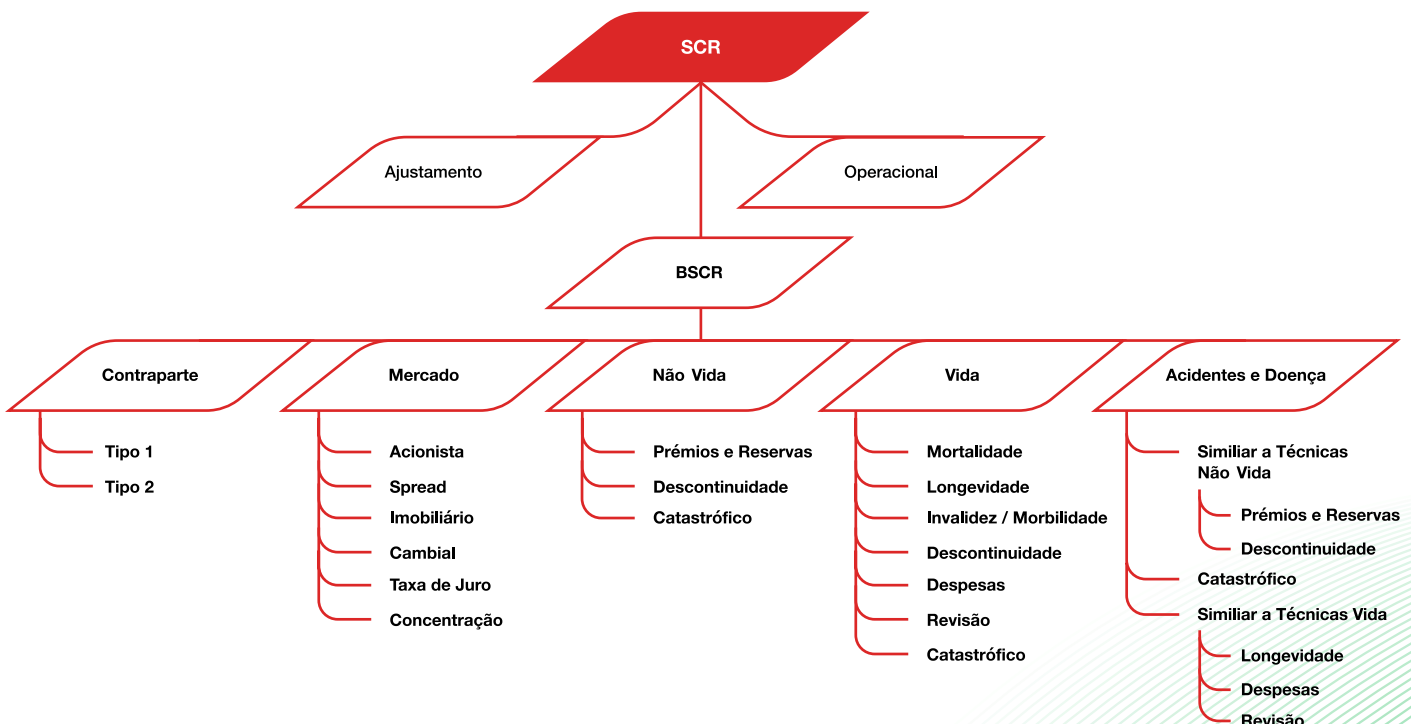 SCR
Ajustamento
Operacional
BSCR
Contraparte
Mercado
Não Vida
Vida
Acidentes e Doença
Tipo 1
Tipo 2
Acionista
Spread
Imobiliário
Cambial
Taxa de Juro
Concentração
Prémios e Reservas
Descontinuidade
Catastrófico
Mortalidade
Longevidade
Invalidez / Morbilidade
Descontinuidade
Despesas
Revisão
Catastrófico
Similiar a Técnicas
Não Vida
Prémios e Reservas
Descontinuidade
Catastrófico
Similiar a Técnicas Vida
Longevidade
Despesas
Revisão